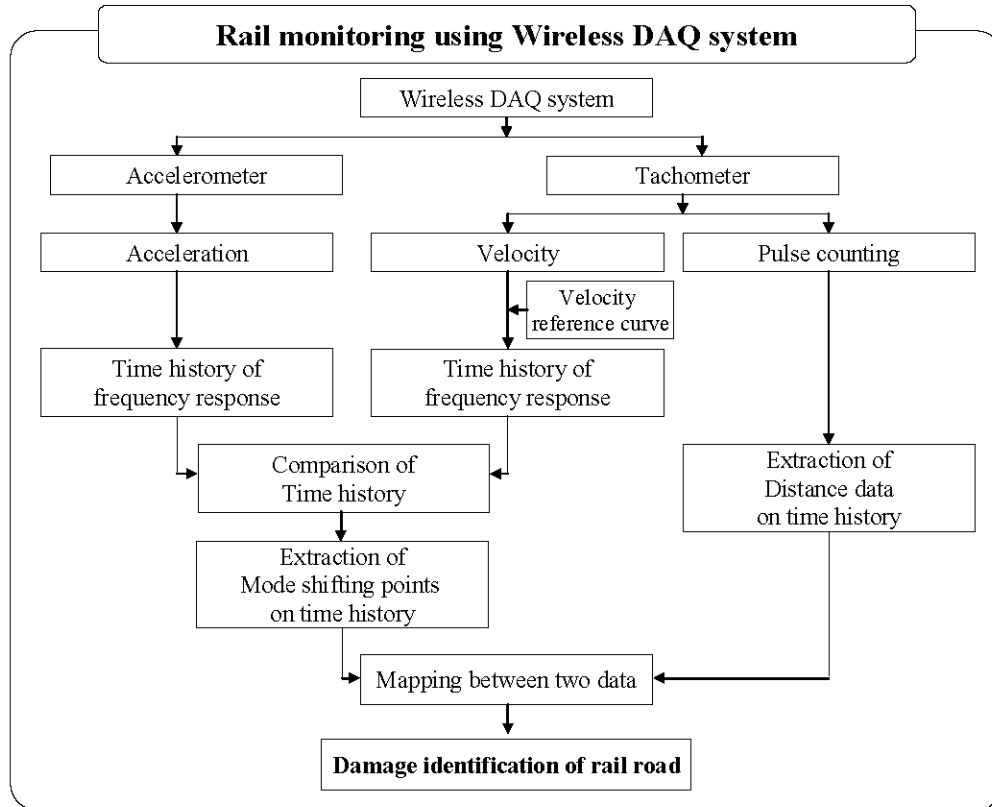 Rail monitoring using Wireless DAQ system
Wireless DAQ system
Accelerometer
Tachometer
Acceleration
Velocity
Pulse counting
Velocity
reference curve
Time history of
frequency response
Time history of
frequency response
Comparison of
Time history
Extraction of
Distance data
on time history
Extraction of
Mode shifting points
on time history
Mapping between two data
Damage identification of rail road